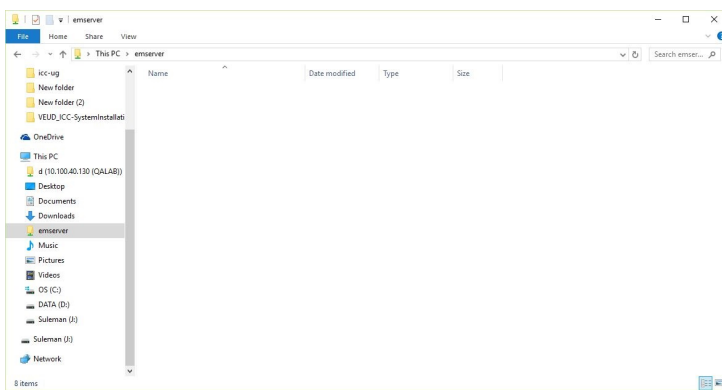 emserver
File Home Share View
This PC > emserver
Search emser...
icc-ug
New folder
New folder (2)
VEUD_ICC-SystemInstallati
OneDrive
This PC
d (10.100.40.130 (QALAB))
Desktop
Documents
Downloads
emserver
Music
Pictures
Videos
OS (C:)
DATA (D:)
Suleman (J:)
Suleman (J:)
Network
Name Date modified Type Size
8 items